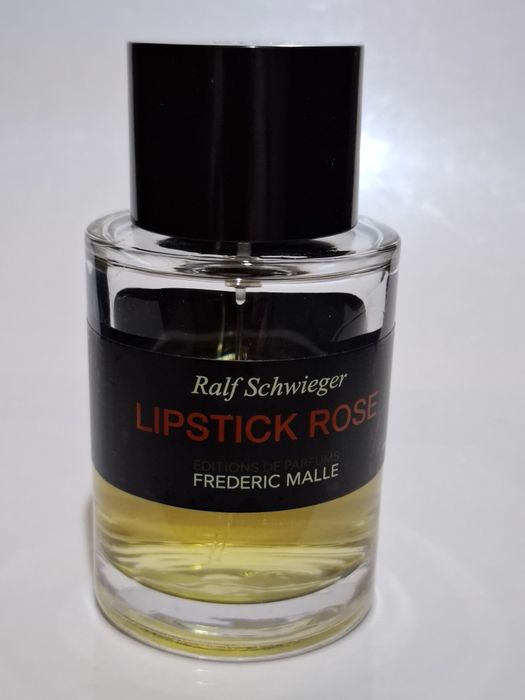 Ralf Schwieger
LIPSTICK ROSE
EDITIONS DE PARFUMS
FREDERIC MALLE